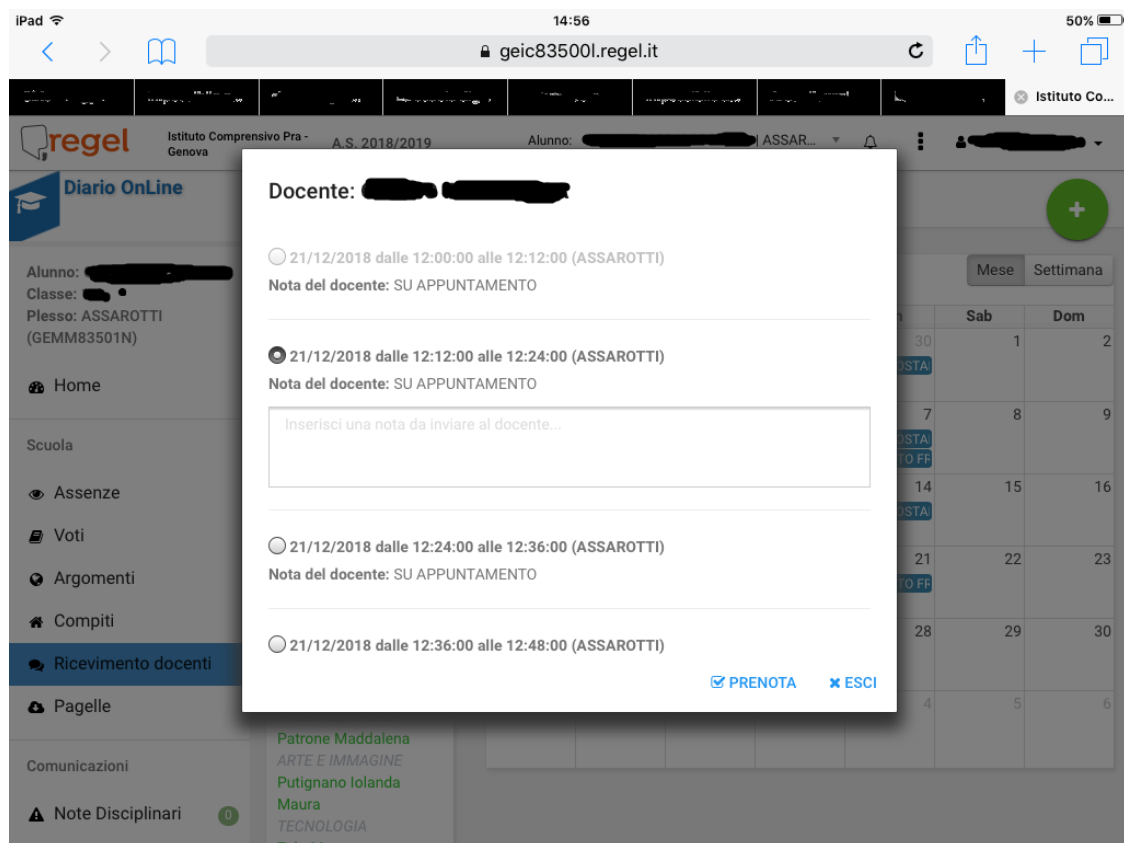 iPad
14:56
50%
geic83500l.regel.it
Istituto Co...
regel
Istituto Comprensivo Pra -
Genova
A.S. 2018/2019
Alunno:
| ASSAR...
Diario OnLine
Docente:
21/12/2018 dalle 12:00:00 alle 12:12:00 (ASSAROTTI)
Nota del docente: SU APPUNTAMENTO
21/12/2018 dalle 12:12:00 alle 12:24:00 (ASSAROTTI)
Nota del docente: SU APPUNTAMENTO
Inserisci una nota da inviare al docente...
21/12/2018 dalle 12:24:00 alle 12:36:00 (ASSAROTTI)
Nota del docente: SU APPUNTAMENTO
21/12/2018 dalle 12:36:00 alle 12:48:00 (ASSAROTTI)
PRENOTA
ESCI
Alunno:
Classe:
Plesso: ASSAROTTI
(GEMM83501N)
Home
Scuola
Assenze
Voti
Argomenti
Compiti
Ricevimento docenti
Pagelle
Comunicazioni
Note Disciplinari 0
Patrone Maddalena
ARTE E IMMAGINE
Putignano Iolanda
Maura
TECNOLOGIA
Mese Settimana
Sab Dom
30 1 2
7 8 9
14 15 16
21 22 23
28 29 30
4 5 6